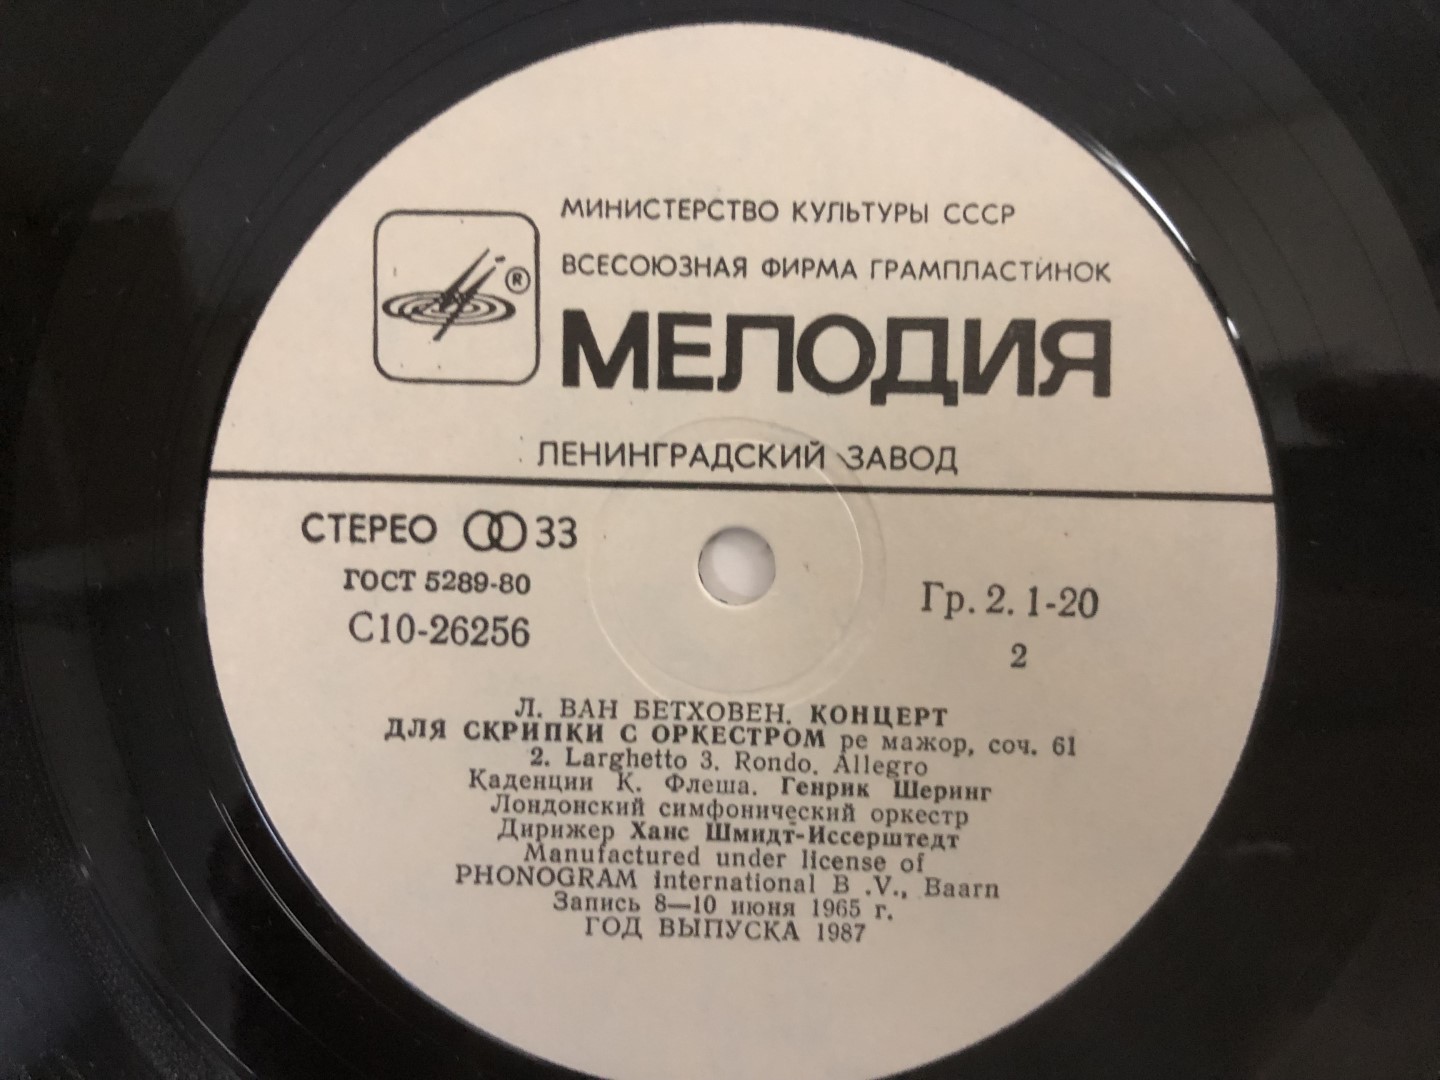 МИНИСТЕРСТВО КУЛЬТУРЫ СССР
ВСЕСОЮЗНАЯ ФИРМА ГРАМПЛАСТИНОК
®
МЕЛОДИЯ
ЛЕНИНГРАДСКИЙ ЗАВОД
СТЕРЕО 33
ГОСТ 5289-80
С10-26256
Гр. 2. 1-20
2
Л. ВАН БЕТХОВЕН. КОНЦЕРТ
ДЛЯ СКРИПКИ С ОРКЕСТРОМ ре мажор, соч. 61
2. Larghetto 3. Rondo. Allegro
Каденции К. Флеша. Генрик Шеринг
Лондонский симфонический оркестр
Дирижер Ханс Шмидт-Иссерштедт
Manufactured under license of
PHONOGRAM International B .V., Baarn
Запись 8—10 июня 1965 г.
ГОД ВЫПУСКА 1987